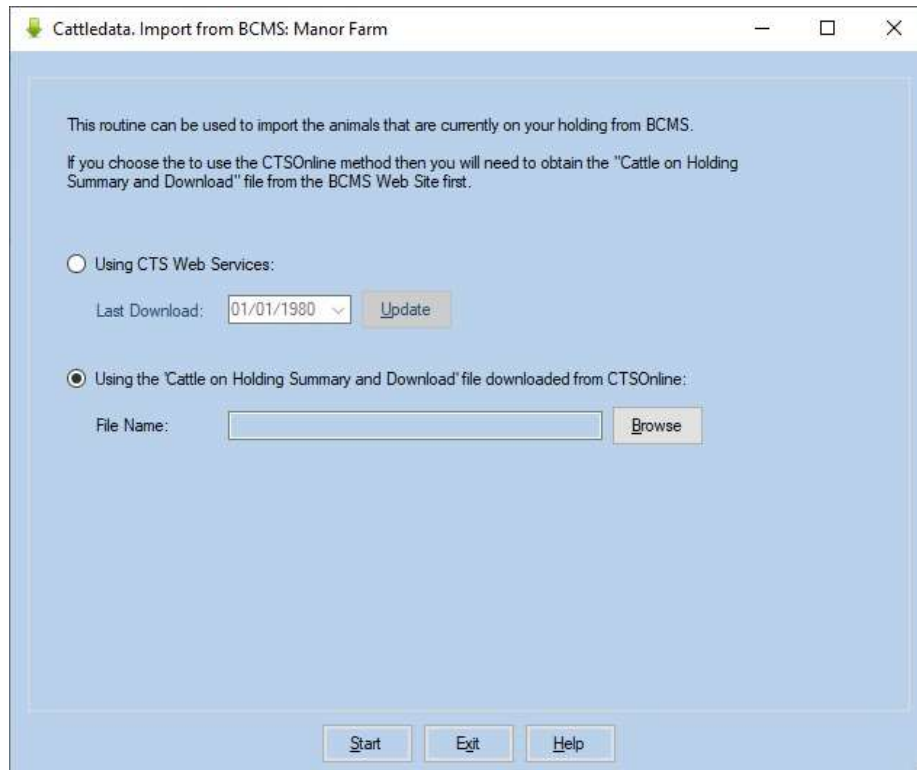 Cattledata. Import from BCMS: Manor Farm
This routine can be used to import the animals that are currently on your holding from BCMS.
If you choose the to use the CTSOnline method then you will need to obtain the "Cattle on Holding
Summary and Download" file from the BCMS Web Site first.
Using CTS Web Services:
Last Download: 01/01/1980 Update
Using the 'Cattle on Holding Summary and Download' file downloaded from CTSOnline:
File Name: Browse
Start Exit Help